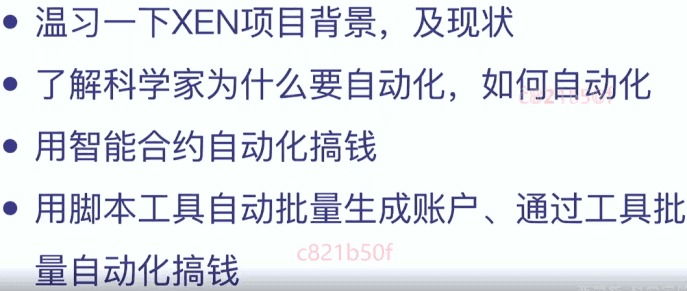 温习一下XEN项目背景，及现状
了解科学家为什么要自动化，如何自动化
c821b50f
用智能合约自动化搞钱
用脚本工具自动批量生成账户、通过工具批
量自动化搞钱
c821b50f